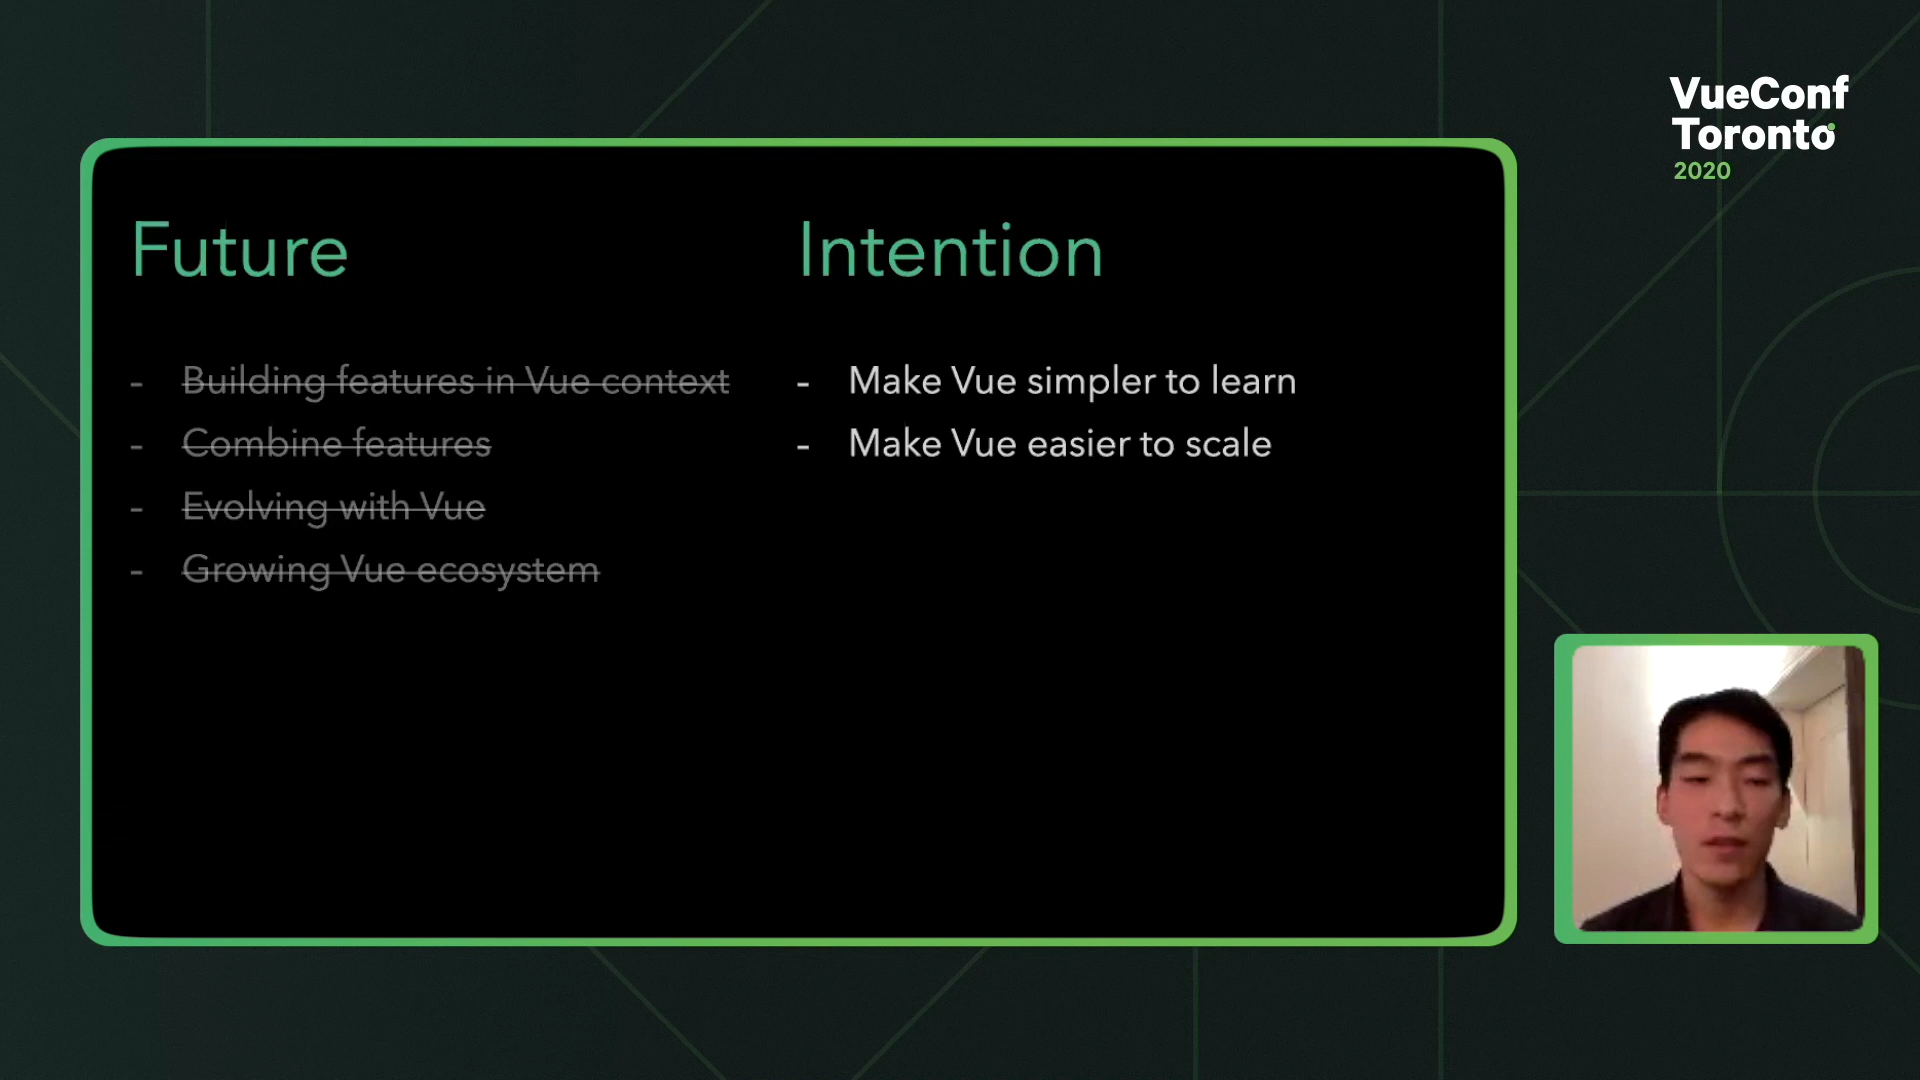 VueConf
Toronto
2020
Future
- Building features in Vue context
- Combine features
- Evolving with Vue
- Growing Vue ecosystem
Intention
- Make Vue simpler to learn
- Make Vue easier to scale